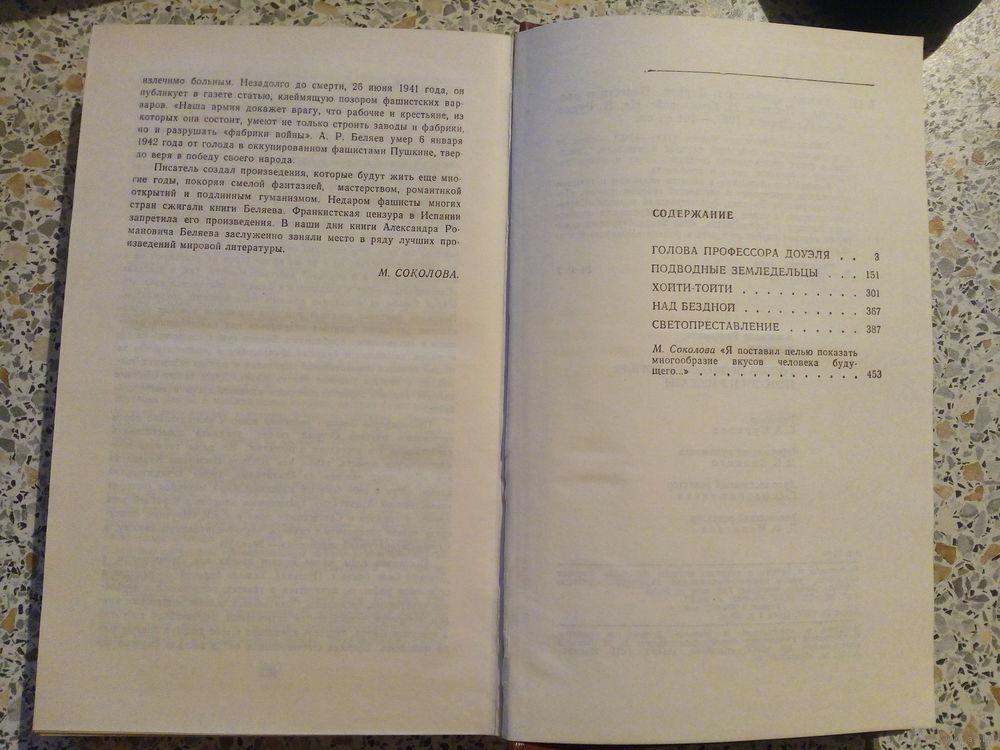 излечимо больным. Незадолго до смерти, 26 июня 1941 года, он
публикует в газете статью, клеймящую позором фашистских вар-
варов. «Наша армия докажет врагу, что рабочие и крестьяне, из
которых она состоит, умеют не только строить заводы и фабрики,
но и разрушать «фабрики войны». А. Р. Беляев умер 6 января
1942 года от голода в оккупированном фашистами Пушкине, твер-
до веря в победу своего народа.
Писатель создал произведения, которые будут жить еще мно-
гие годы, покоряя смелой фантазией, мастерством, романтикой
открытий и подлинным гуманизмом. Недаром фашисты многих
стран сжигали книги Беляева. Франкистская цензура в Испании
запретила его произведения. В наши дни книги Александра Ро-
мановича Беляева заслуженно заняли место в ряду лучших про-
изведений мировой литературы.
М. СОКОЛОВА.
СОДЕРЖАНИЕ
ГОЛОВА ПРОФЕССОРА ДОУЭЛЯ . . 3
ПОДВОДНЫЕ ЗЕМЛЕДЕЛЬЦЫ . . . 151
ХОЙТИ-ТОЙТИ . . . . . . . . . 301
НАД БЕЗДНОЙ . . . . . . . . . 367
СВЕТОПРЕСТАВЛЕНИЕ . . . . . . 387
М. Соколова «Я поставил целью показать
многообразие вкусов человека буду-
щего...» . . . . . . . . . . . . . 453